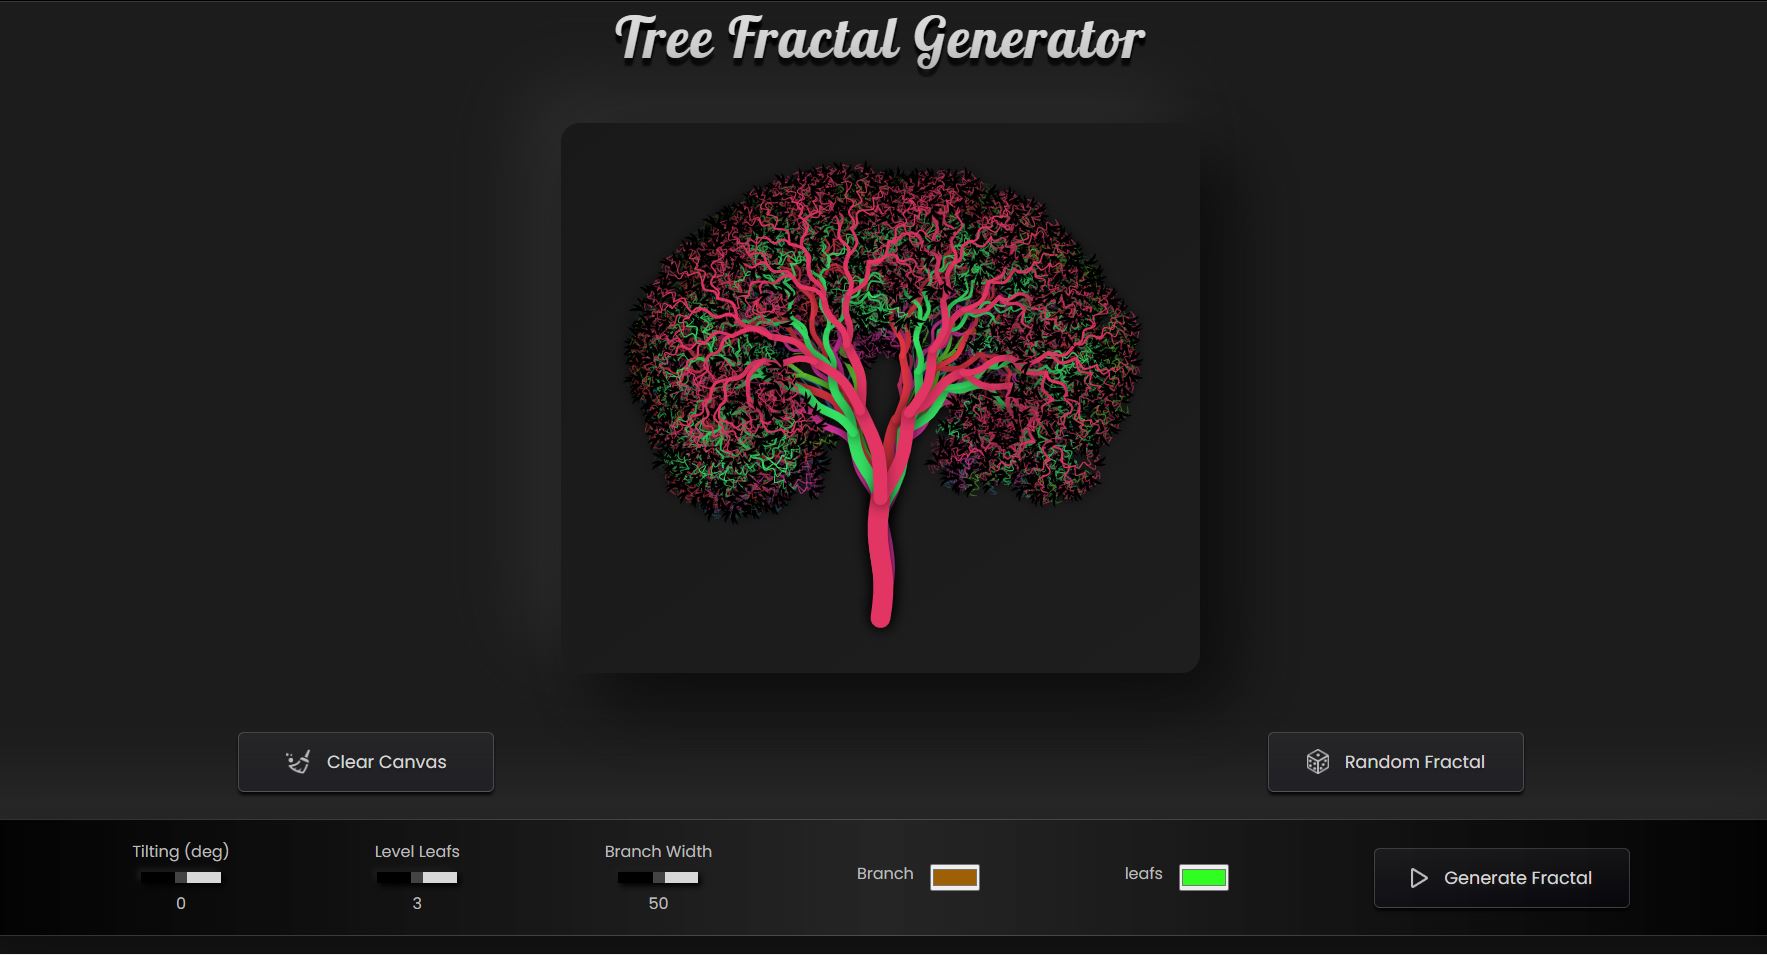 Tree Fractal Generator
Clear Canvas
Random Fractal
Tilting (deg)
0
Level Leafs
3
Branch Width
50
Branch
leafs
Generate Fractal